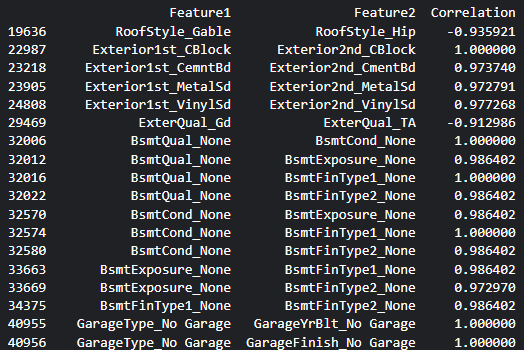 Feature1 Feature2 Correlation
19636 RoofStyle_Gable RoofStyle_Hip -0.935921
22987 Exterior1st_CBlock Exterior2nd_CBlock 1.000000
23218 Exterior1st_CemntBd Exterior2nd_CmentBd 0.973740
23905 Exterior1st_MetalSd Exterior2nd_MetalSd 0.972791
24808 Exterior1st_VinylSd Exterior2nd_VinylSd 0.977268
29469 ExterQual_Gd ExterQual_TA -0.912986
32006 BsmtQual_None BsmtCond_None 1.000000
32012 BsmtQual_None BsmtExposure_None 0.986402
32016 BsmtQual_None BsmtFinType1_None 1.000000
32022 BsmtQual_None BsmtFinType2_None 0.986402
32570 BsmtCond_None BsmtExposure_None 0.986402
32574 BsmtCond_None BsmtFinType1_None 1.000000
32580 BsmtCond_None BsmtFinType2_None 0.986402
33663 BsmtExposure_None BsmtFinType1_None 0.986402
33669 BsmtExposure_None BsmtFinType2_None 0.972970
34375 BsmtFinType1_None BsmtFinType2_None 0.986402
40955 GarageType_No Garage GarageYrBlt_No Garage 1.000000
40956 GarageType_No Garage GarageFinish_No Garage 1.000000